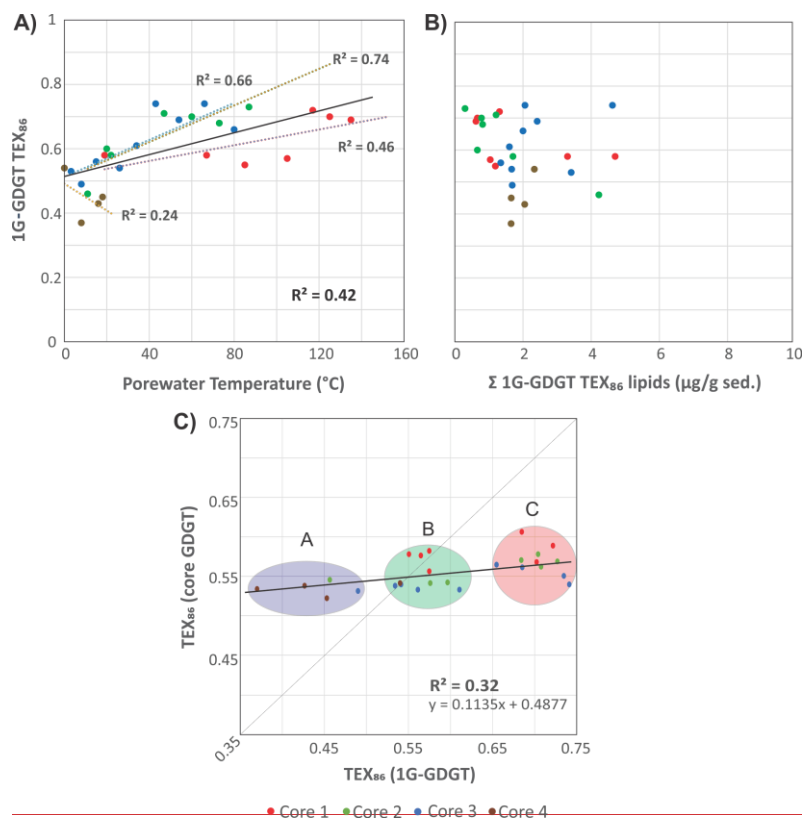 A)
1
0.8
0.6
0.4
0.2
0
0
40
80
120
160
1G-GDGT TEX₈₆
Porewater Temperature (°C)
R² = 0.66
R² = 0.74
R² = 0.46
R² = 0.24
R² = 0.42
B)
0
2
4
6
8
10
Σ 1G-GDGT TEX₈₆ lipids (µg/g sed.)
C)
0.75
0.65
0.55
0.45
0.35
0.45
0.55
0.65
0.75
TEX₈₆ (core GDGT)
A
B
C
R² = 0.32
y = 0.1135x + 0.4877
TEX₈₆ (1G-GDGT)
Core 1 Core 2 Core 3 Core 4